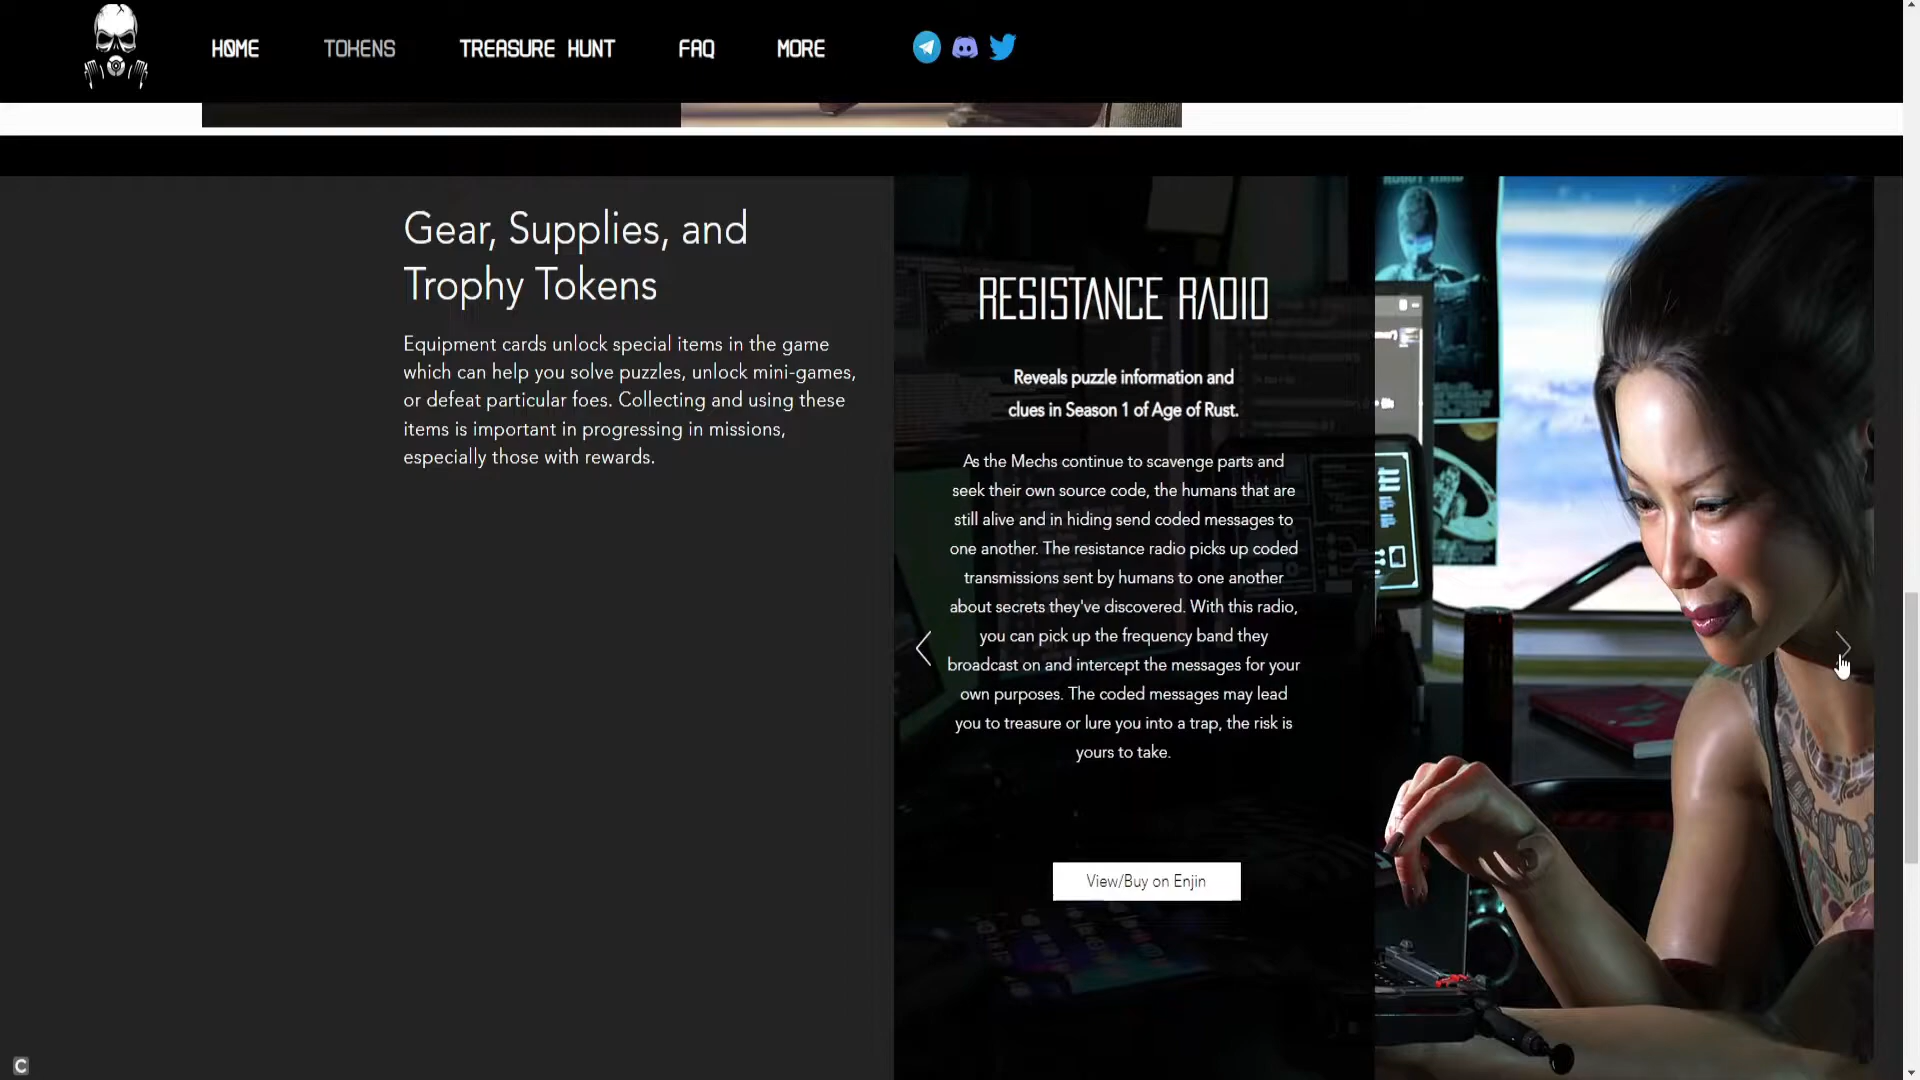 HOME
TOKENS
TREASURE HUNT
FAQ
MORE
Gear, Supplies, and
Trophy Tokens
Equipment cards unlock special items in the game
which can help you solve puzzles, unlock mini-games,
or defeat particular foes. Collecting and using these
items is important in progressing in missions,
especially those with rewards.
RESISTANCE RADIO
Reveals puzzle information and
clues in Season 1 of Age of Rust.
As the Mechs continue to scavenge parts and
seek their own source code, the humans that are
still alive and in hiding send coded messages to
one another. The resistance radio picks up coded
transmissions sent by humans to one another
about secrets they've discovered. With this radio,
you can pick up the frequency band they
broadcast on and intercept the messages for your
own purposes. The coded messages may lead
you to treasure or lure you into a trap, the risk is
yours to take.
View/Buy on Enjin
C